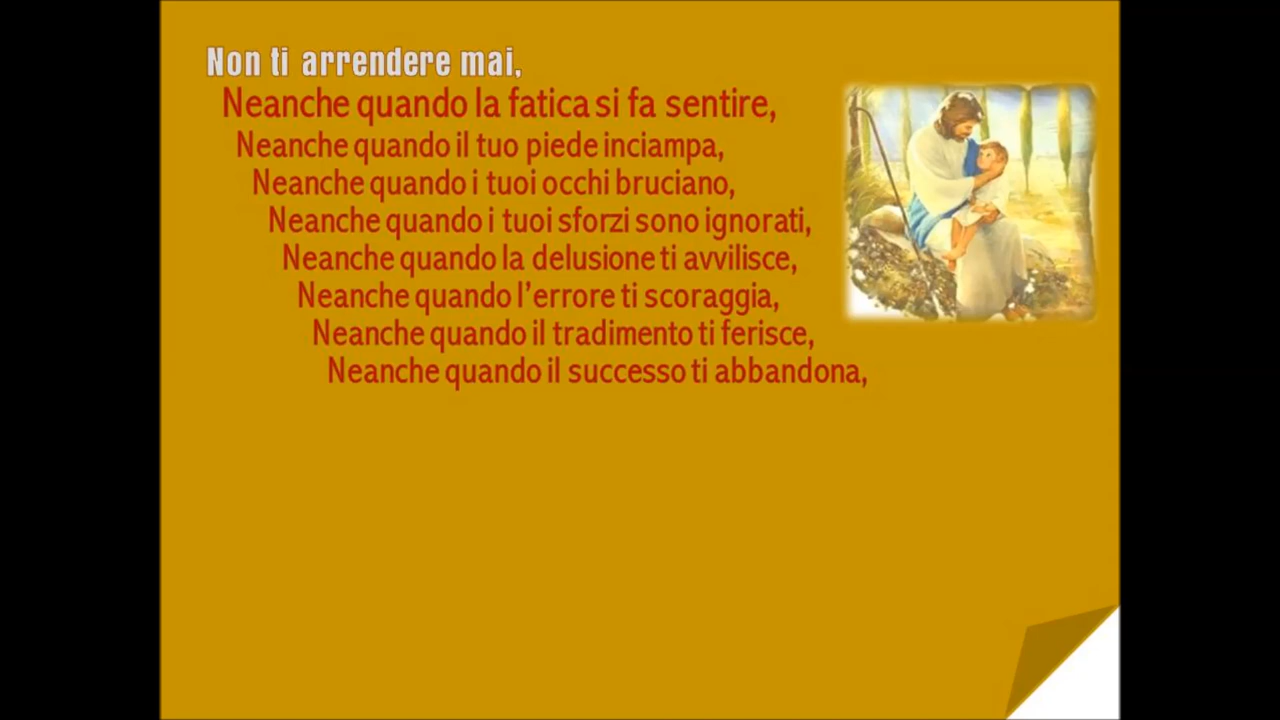 Non ti arrendere mai,
Neanche quando la fatica si fa sentire,
Neanche quando il tuo piede inciampa,
Neanche quando i tuoi occhi bruciano,
Neanche quando i tuoi sforzi sono ignorati,
Neanche quando la delusione ti avvilisce,
Neanche quando l’errore ti scoraggia,
Neanche quando il tradimento ti ferisce,
Neanche quando il successo ti abbandona,